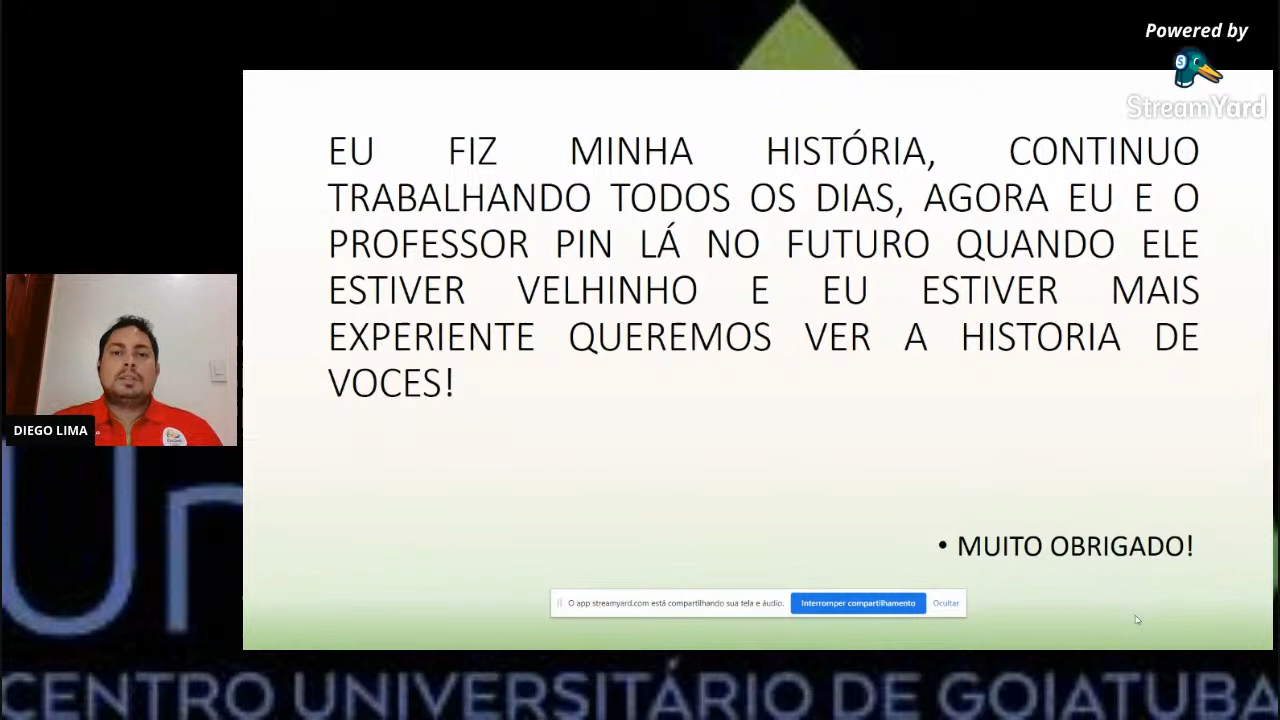 Powered by
StreamYard
EU FIZ MINHA HISTÓRIA, CONTINUO
TRABALHANDO TODOS OS DIAS, AGORA EU E O
PROFESSOR PIN LÁ NO FUTURO QUANDO ELE
ESTIVER VELHINHO E EU ESTIVER MAIS
EXPERIENTE QUEREMOS VER A HISTORIA DE
VOCES!
DIEGO LIMA
• MUITO OBRIGADO!
O app streamyard.com está compartilhando sua tela e áudio. Interromper compartilhamento Ocultar
Un
CENTRO UNIVERSITÁRIO DE GOIATUBA